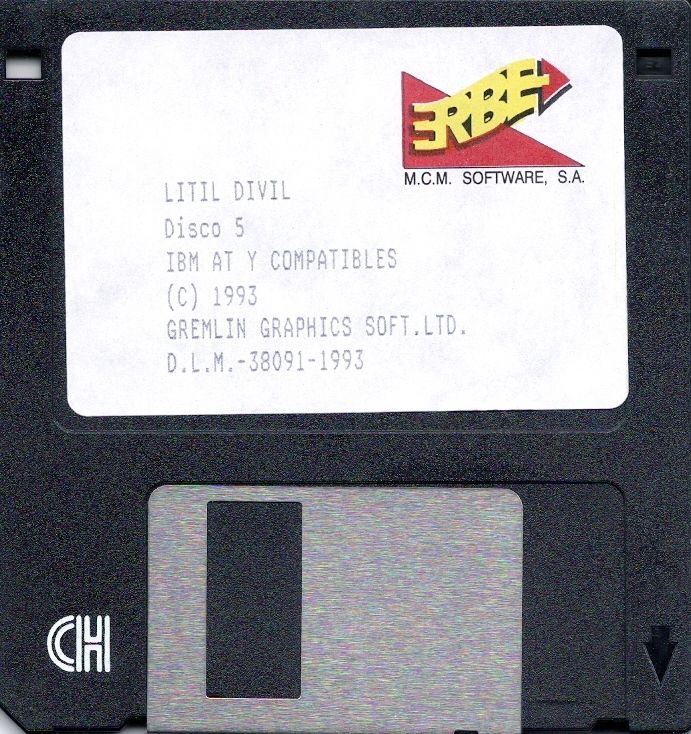 ERBE
M.C.M. SOFTWARE, S.A.
LITIL DIVIL
Disco 5
IBM AT Y COMPATIBLES
(C) 1993
GREMLIN GRAPHICS SOFT.LTD.
D.L.M.-38091-1993
CH